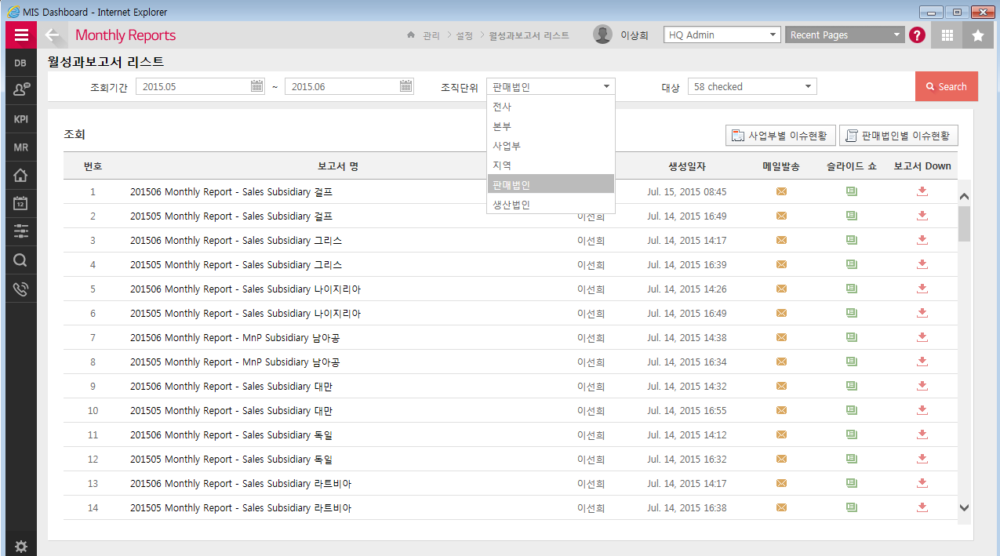 MIS Dashboard - Internet Explorer
Monthly Reports 관리 설정 월성과보고서 리스트 이상희 HQ Admin Recent Pages ?
DB
KPI
MR
12
월성과보고서 리스트
조회기간 2015.05 ~ 2015.06 조직단위 판매법인 대상 58 checked Search
전사
본부
사업부
지역
판매법인
생산법인
조회 사업부별 이슈현황 판매법인별 이슈현황
번호 보고서 명 생성일자 메일발송 슬라이드 쇼 보고서 Down
1 201506 Monthly Report - Sales Subsidiary 걸프 Jul. 15, 2015 08:45
2 201505 Monthly Report - Sales Subsidiary 걸프 이선희 Jul. 14, 2015 16:49
3 201506 Monthly Report - Sales Subsidiary 그리스 이선희 Jul. 14, 2015 14:17
4 201505 Monthly Report - Sales Subsidiary 그리스 이선희 Jul. 14, 2015 16:39
5 201506 Monthly Report - Sales Subsidiary 나이지리아 이선희 Jul. 14, 2015 14:26
6 201505 Monthly Report - Sales Subsidiary 나이지리아 이선희 Jul. 14, 2015 16:49
7 201506 Monthly Report - MnP Subsidiary 남아공 이선희 Jul. 14, 2015 14:38
8 201505 Monthly Report - MnP Subsidiary 남아공 이선희 Jul. 14, 2015 16:34
9 201506 Monthly Report - Sales Subsidiary 대만 이선희 Jul. 14, 2015 14:32
10 201505 Monthly Report - Sales Subsidiary 대만 이선희 Jul. 14, 2015 16:55
11 201506 Monthly Report - Sales Subsidiary 독일 이선희 Jul. 14, 2015 14:12
12 201505 Monthly Report - Sales Subsidiary 독일 이선희 Jul. 14, 2015 16:32
13 201506 Monthly Report - Sales Subsidiary 라트비아 이선희 Jul. 14, 2015 14:17
14 201505 Monthly Report - Sales Subsidiary 라트비아 이선희 Jul. 14, 2015 16:38